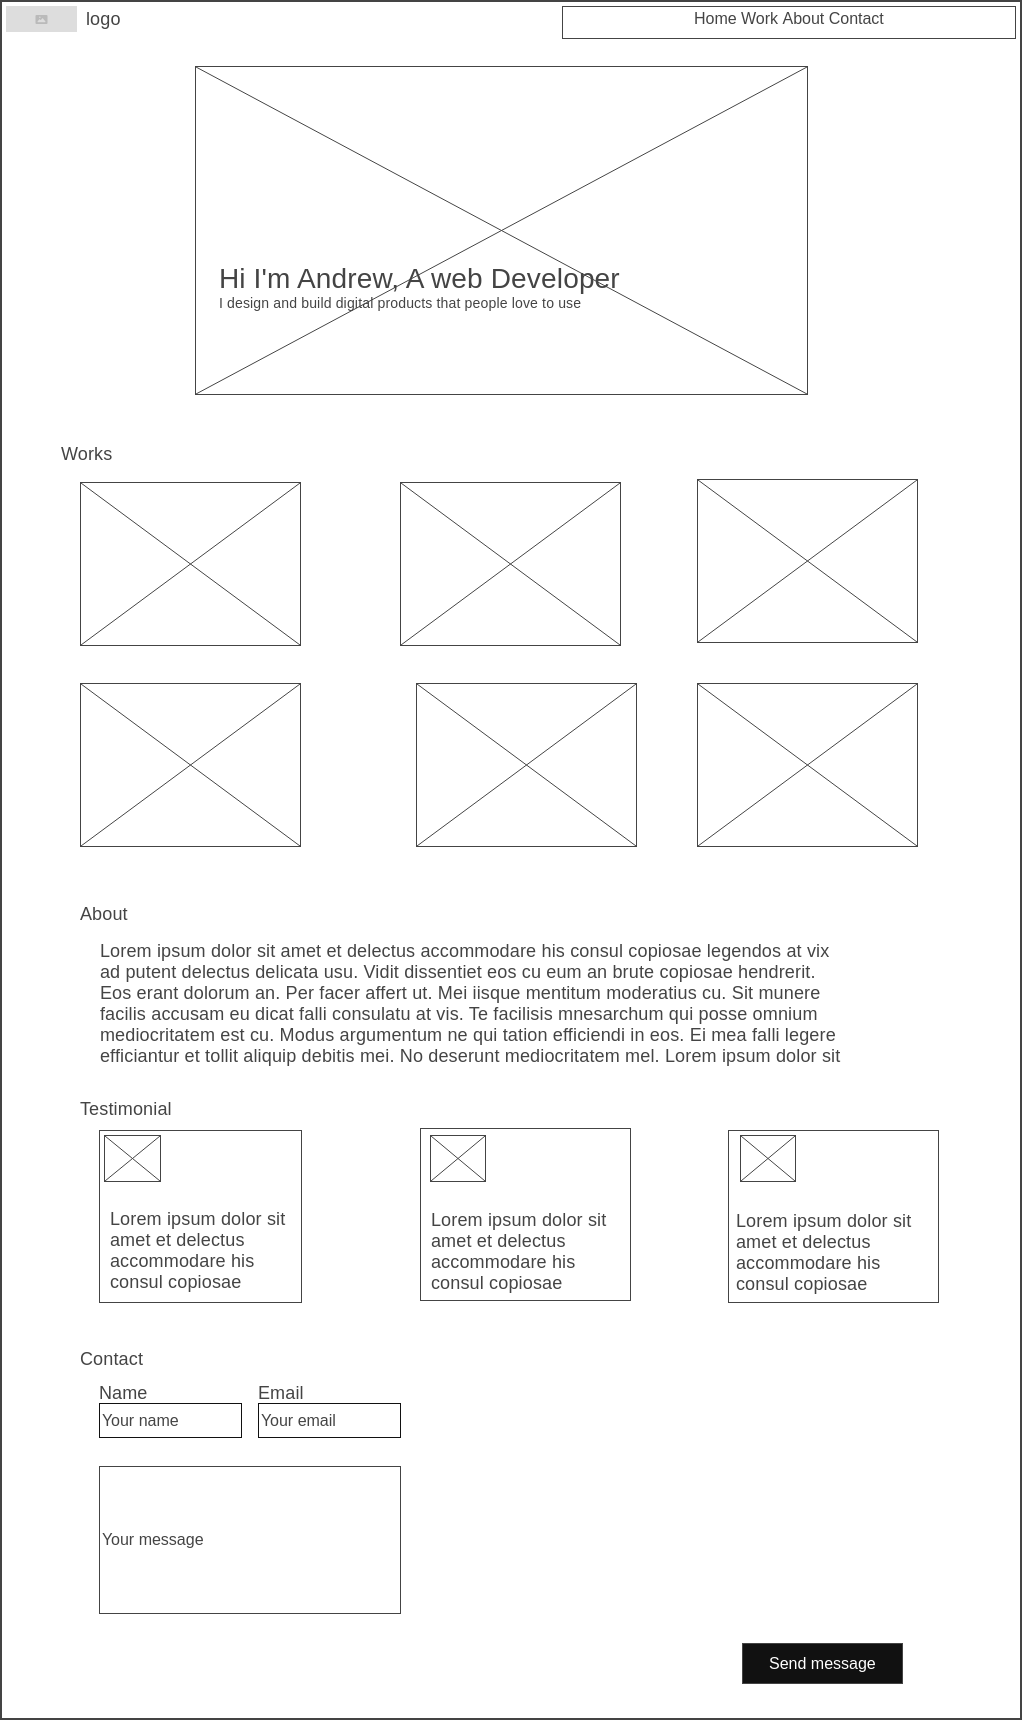 logo
Home Work About Contact
Hi I'm Andrew, A web Developer
I design and build digital products that people love to use
Works
About
Lorem ipsum dolor sit amet et delectus accommodare his consul copiosae legendos at vix
ad putent delectus delicata usu. Vidit dissentiet eos cu eum an brute copiosae hendrerit.
Eos erant dolorum an. Per facer affert ut. Mei iisque mentitum moderatius cu. Sit munere
facilis accusam eu dicat falli consulatu at vis. Te facilisis mnesarchum qui posse omnium
mediocritatem est cu. Modus argumentum ne qui tation efficiendi in eos. Ei mea falli legere
efficiantur et tollit aliquip debitis mei. No deserunt mediocritatem mel. Lorem ipsum dolor sit
Testimonial
Lorem ipsum dolor sit
amet et delectus
accommodare his
consul copiosae
Lorem ipsum dolor sit
amet et delectus
accommodare his
consul copiosae
Lorem ipsum dolor sit
amet et delectus
accommodare his
consul copiosae
Contact
Name
Your name
Email
Your email
Your message
Send message